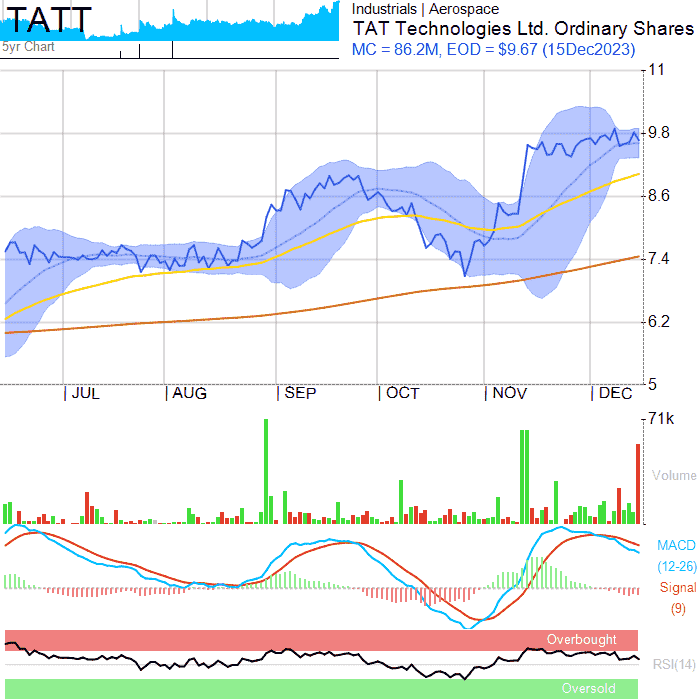 TATT
5yr Chart
Industrials | Aerospace
TAT Technologies Ltd. Ordinary Shares
MC = 86.2M, EOD = $9.67 (15Dec2023)
11
9.8
8.6
7.4
6.2
5
JUL AUG SEP OCT NOV DEC
71k
Volume
MACD
(12-26)
Signal
(9)
Overbought
RSI(14)
Oversold